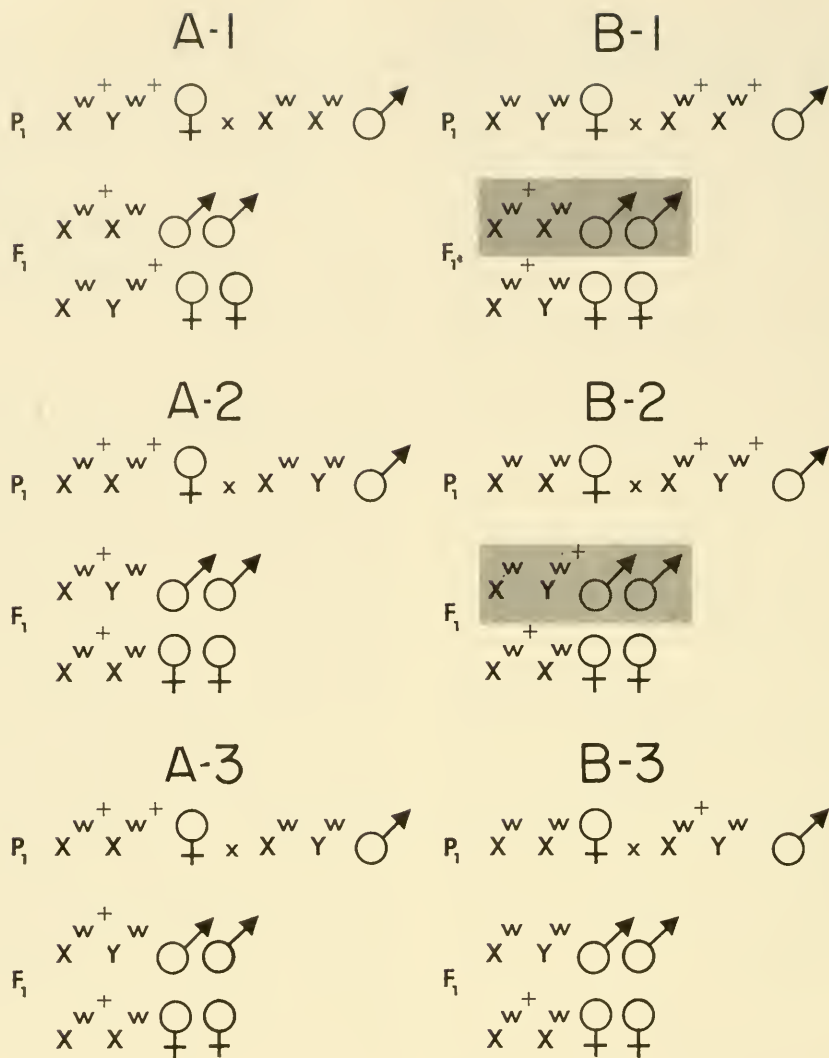 A-1
P₁ Xʷ⁺ Yʷ⁺ ♀ x Xʷ Xʷ ♂
F₁
Xʷ⁺ Xʷ ♂ ♂
Xʷ Yʷ⁺ ♀ ♀
B-1
P₁ Xʷ Yʷ ♀ x Xʷ⁺ Xʷ⁺ ♂
F₁
Xʷ⁺ Xʷ ♂ ♂
Xʷ⁺ Yʷ ♀ ♀
A-2
P₁ Xʷ⁺ Xʷ⁺ ♀ x Xʷ Yʷ ♂
F₁
Xʷ⁺ Yʷ ♂ ♂
Xʷ⁺ Xʷ ♀ ♀
B-2
P₁ Xʷ Xʷ ♀ x Xʷ⁺ Yʷ⁺ ♂
F₁
Xʷ Yʷ⁺ ♂ ♂
Xʷ⁺ Xʷ ♀ ♀
A-3
P₁ Xʷ⁺ Xʷ⁺ ♀ x Xʷ Yʷ ♂
F₁
Xʷ⁺ Yʷ ♂ ♂
Xʷ⁺ Xʷ ♀ ♀
B-3
P₁ Xʷ Xʷ ♀ x Xʷ⁺ Yʷ ♂
F₁
Xʷ Yʷ ♂ ♂
Xʷ⁺ Xʷ ♀ ♀